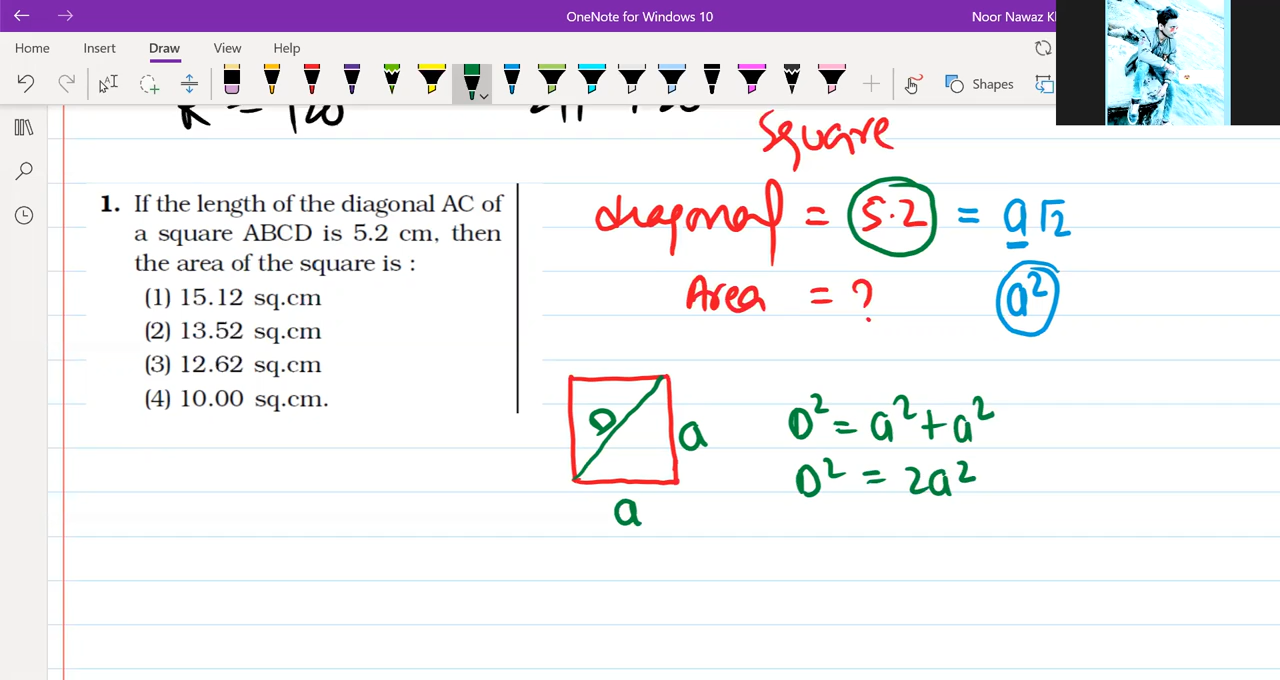 OneNote for Windows 10
Noor Nawaz Kh
Home Insert Draw View Help
Shapes
R = 120
Square
1. If the length of the diagonal AC of
a square ABCD is 5.2 cm, then
the area of the square is :
(1) 15.12 sq.cm
(2) 13.52 sq.cm
(3) 12.62 sq.cm
(4) 10.00 sq.cm.
diagonal = 5.2 = a√2
Area = ? a²
D a
a
D² = a² + a²
D² = 2a²